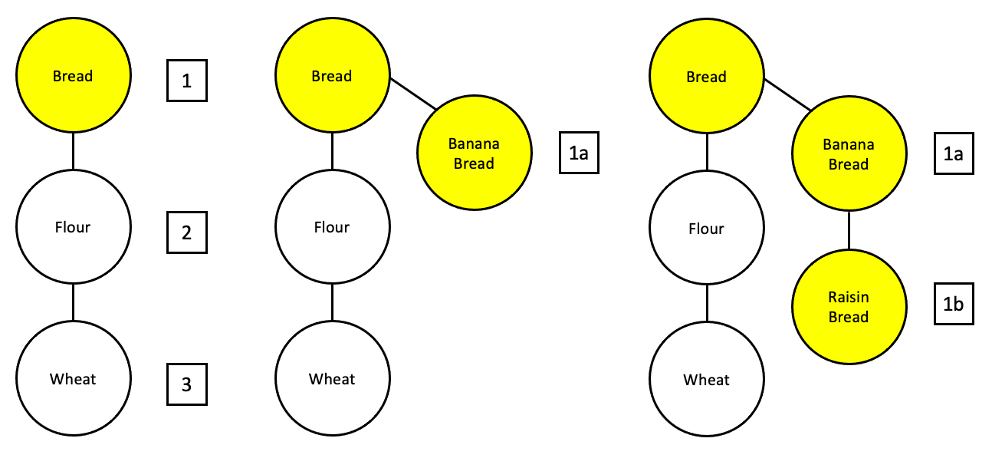 Bread
1
Flour
2
Wheat
3
Bread
Banana
Bread
1a
Flour
Wheat
Bread
Banana
Bread
1a
Flour
Raisin
Bread
1b
Wheat